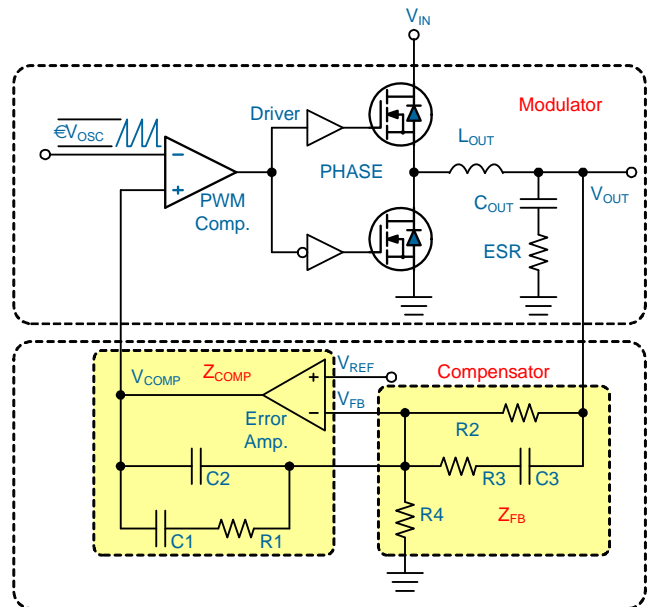 VIN
Modulator
€VOSC
Driver
LOUT
PHASE
COUT
VOUT
PWM
Comp.
ESR
VCOMP
ZCOMP
VREF
Compensator
VFB
Error
Amp.
R2
C2
R3
C3
C1
R1
R4
ZFB